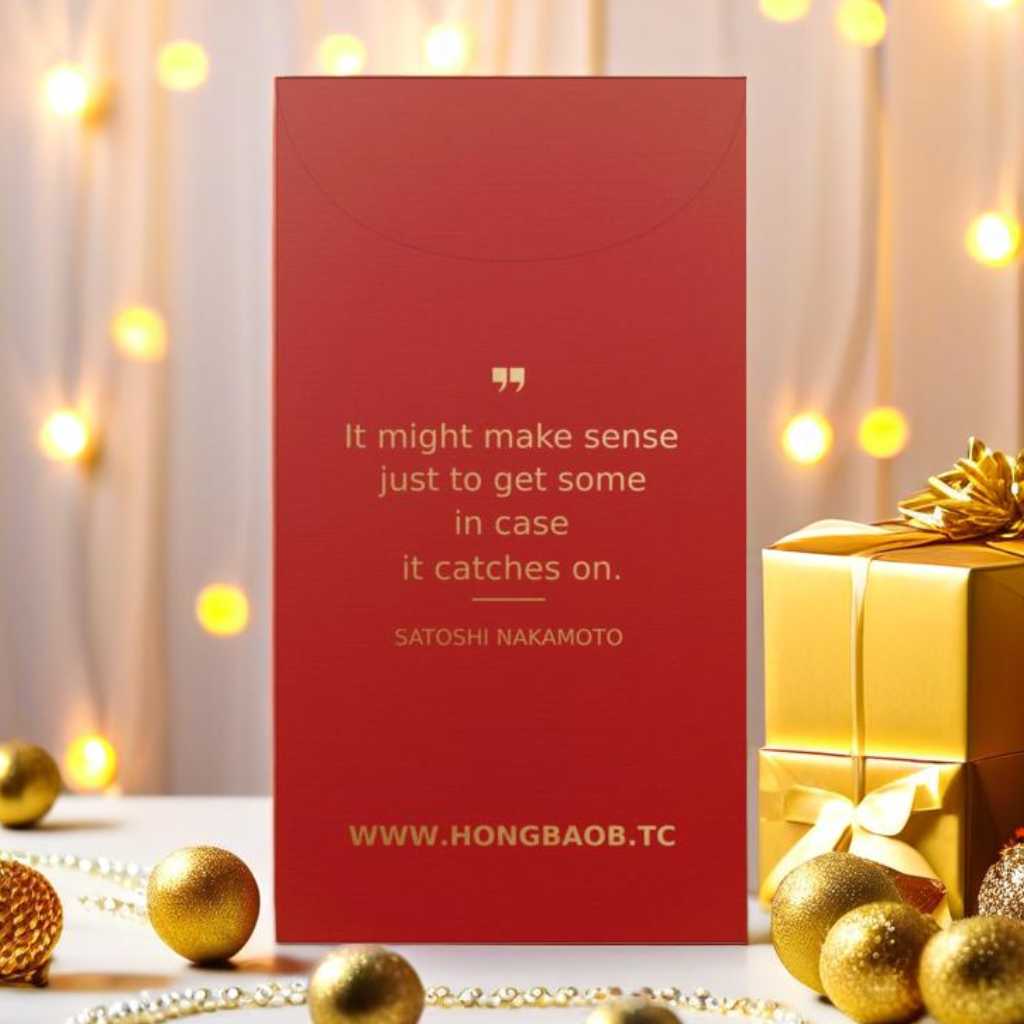 ❞
It might make sense
just to get some
in case
it catches on.
SATOSHI NAKAMOTO
WWW.HONGBAOB.TC